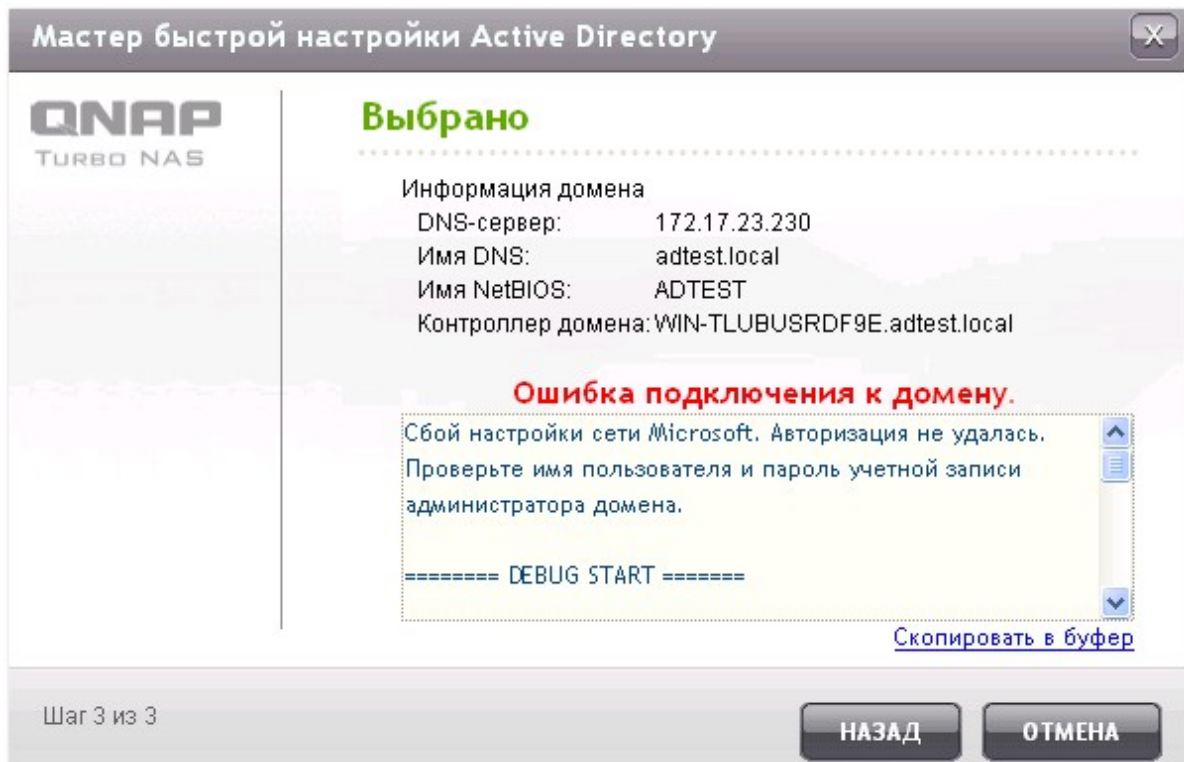 Мастер быстрой настройки Active Directory
X
QNAP
TURBO NAS
Выбрано
Информация домена
DNS-сервер: 172.17.23.230
Имя DNS: adtest.local
Имя NetBIOS: ADTEST
Контроллер домена: WIN-TLUBUSRDF9E.adtest.local
Ошибка подключения к домену.
Сбой настройки сети Microsoft. Авторизация не удалась.
Проверьте имя пользователя и пароль учетной записи
администратора домена.
======== DEBUG START =======
Скопировать в буфер
Шаг 3 из 3
НАЗАД
ОТМЕНА